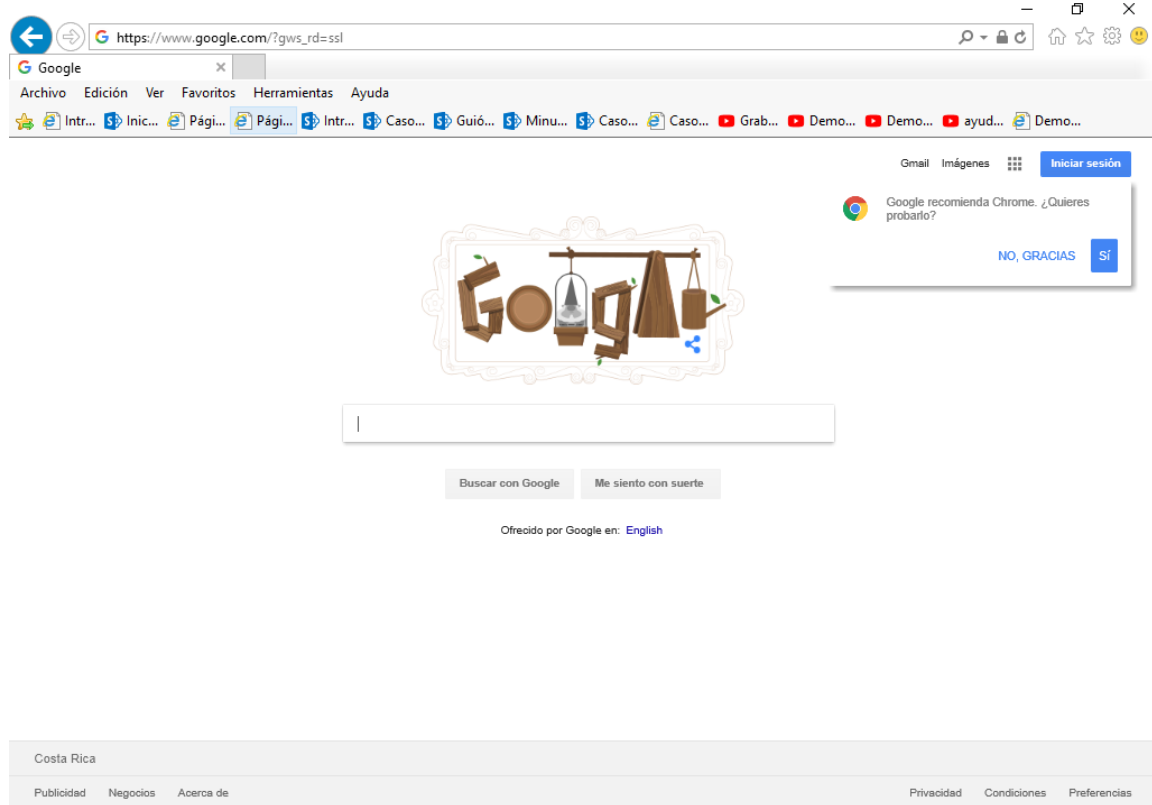 https://www.google.com/?gws_rd=ssl
Google
Archivo Edición Ver Favoritos Herramientas Ayuda
Intr... Inic... Pági... Pági... Intr... Caso... Guió... Minu... Caso... Caso... Grab... Demo... Demo... ayud... Demo...
Gmail Imágenes Iniciar sesión
Google recomienda Chrome. ¿Quieres
probarlo?
NO, GRACIAS SÍ
Google
Buscar con Google Me siento con suerte
Ofrecido por Google en: English
Costa Rica
Publicidad Negocios Acerca de Privacidad Condiciones Preferencias